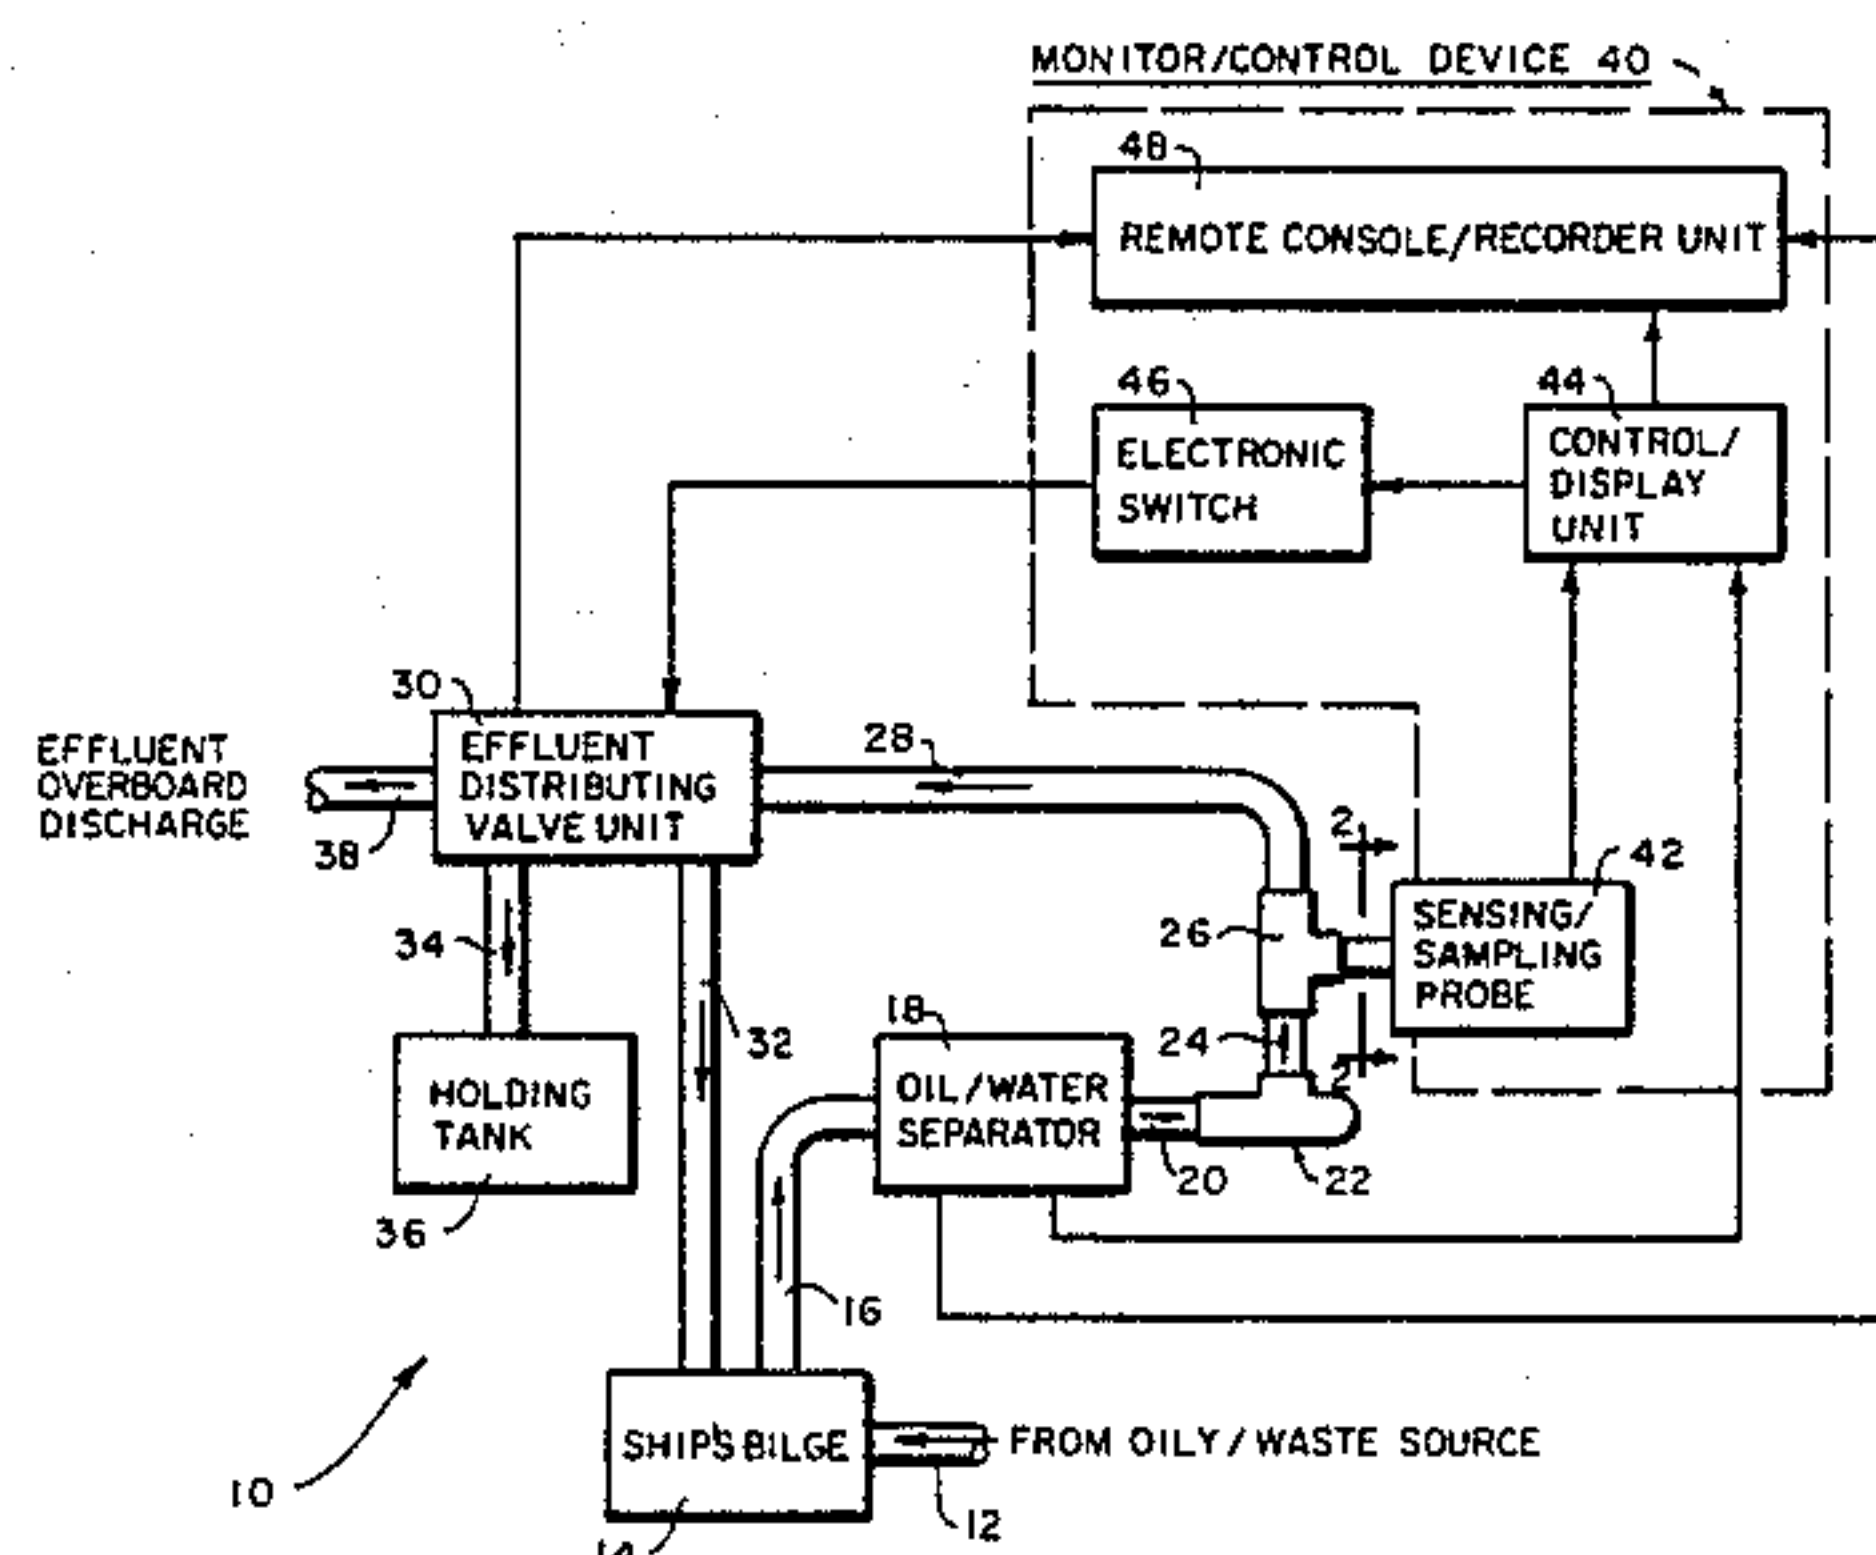 MONITOR/CONTROL DEVICE 40
48
REMOTE CONSOLE/RECORDER UNIT
46
ELECTRONIC
SWITCH
44
CONTROL/
DISPLAY
UNIT
30
EFFLUENT
DISTRIBUTING
VALVE UNIT
EFFLUENT
OVERBOARD
DISCHARGE
38
28
2
42
SENSING/
SAMPLING
PROBE
26
34
32
24
2
18
OIL/WATER
SEPARATOR
20
22
HOLDING
TANK
36
16
SHIP'S BILGE
FROM OILY/WASTE SOURCE
10
12
14